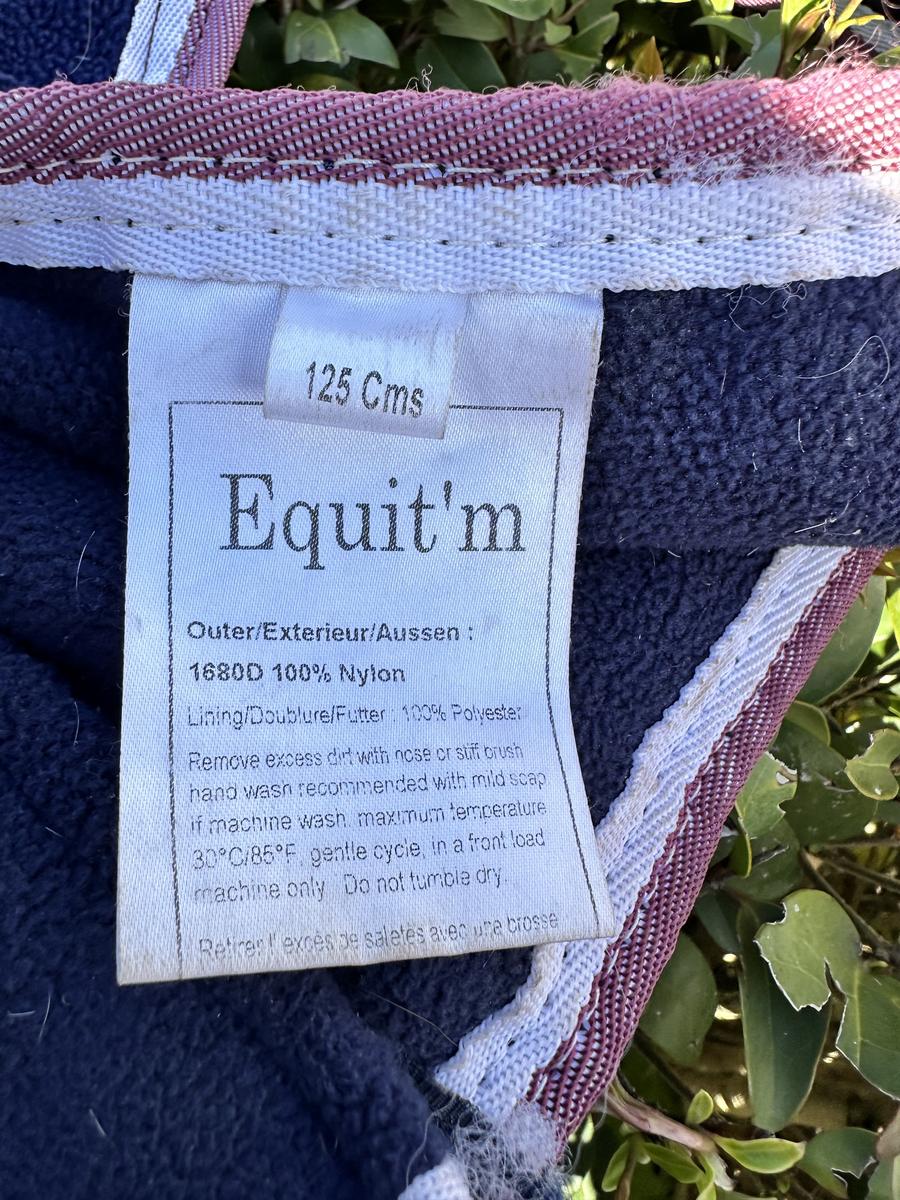 125 Cms
Equit'm
Outer/Exterieur/Aussen :
1680D 100% Nylon
Lining/Doublure/Futter : 100% Polyester
Remove excess dirt with hose or stiff brush
hand wash recommended with mild soap
if machine wash, maximum temperature
30°C/85°F, gentle cycle, in a front load
machine only. Do not tumble dry.
Retirer l'excès de saletés avec une brosse